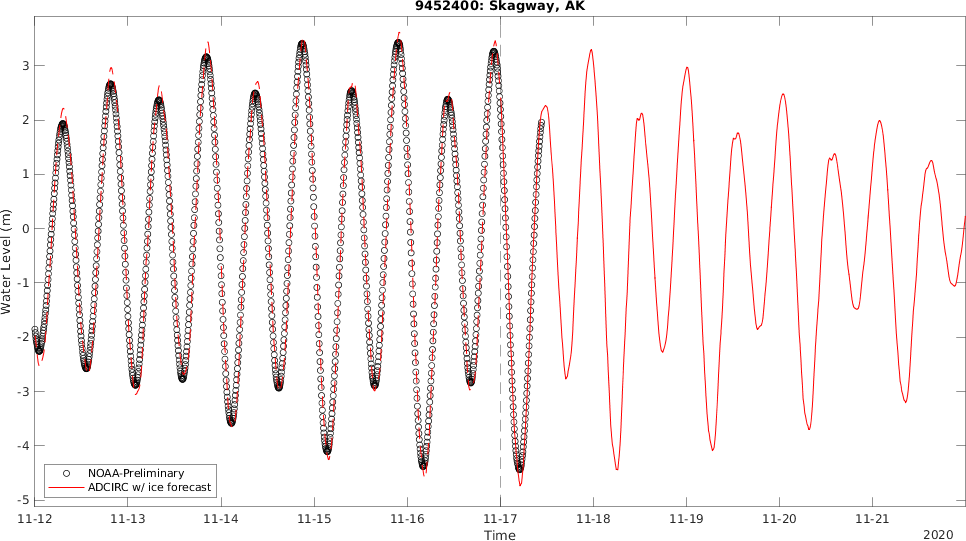 9452400: Skagway, AK
Water Level (m)
3
2
1
0
-1
-2
-3
-4
-5
NOAA-Preliminary
ADCIRC w/ ice forecast
11-12 11-13 11-14 11-15 11-16 11-17 11-18 11-19 11-20 11-21
Time
2020